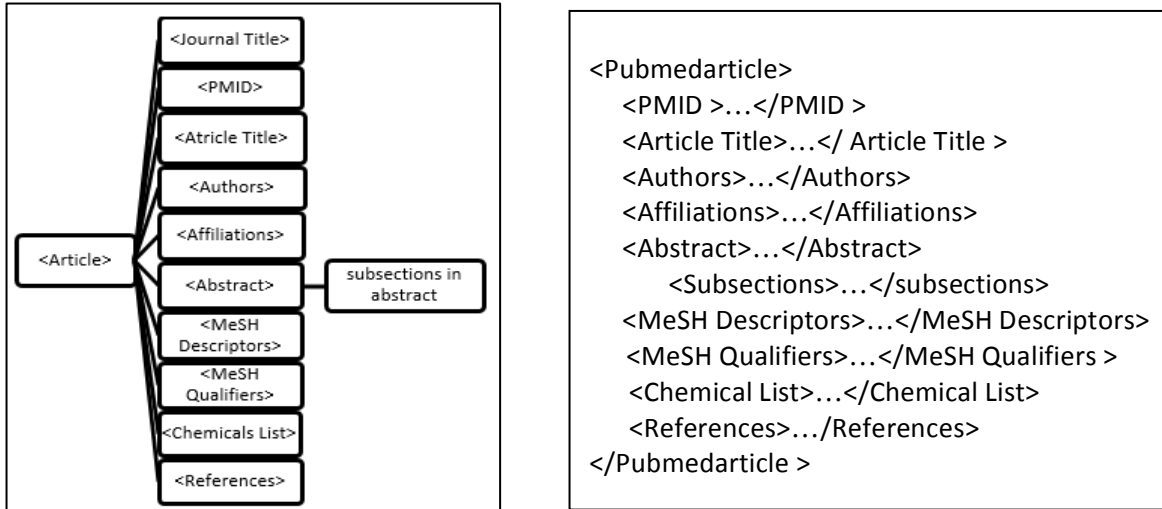 <Journal Title>
<PMID>
<Atricle Title>
<Authors>
<Affiliations>
<Article>
<Abstract>
subsections in
abstract
<MeSH
Descriptors>
<MeSH
Qualifiers>
<Chemicals List>
<References>
<Pubmedarticle>
<PMID >…</PMID >
<Article Title>…</ Article Title >
<Authors>…</Authors>
<Affiliations>…</Affiliations>
<Abstract>…</Abstract>
<Subsections>…</subsections>
<MeSH Descriptors>…</MeSH Descriptors>
<MeSH Qualifiers>…</MeSH Qualifiers >
<Chemical List>…</Chemical List>
<References>…/References>
</Pubmedarticle >